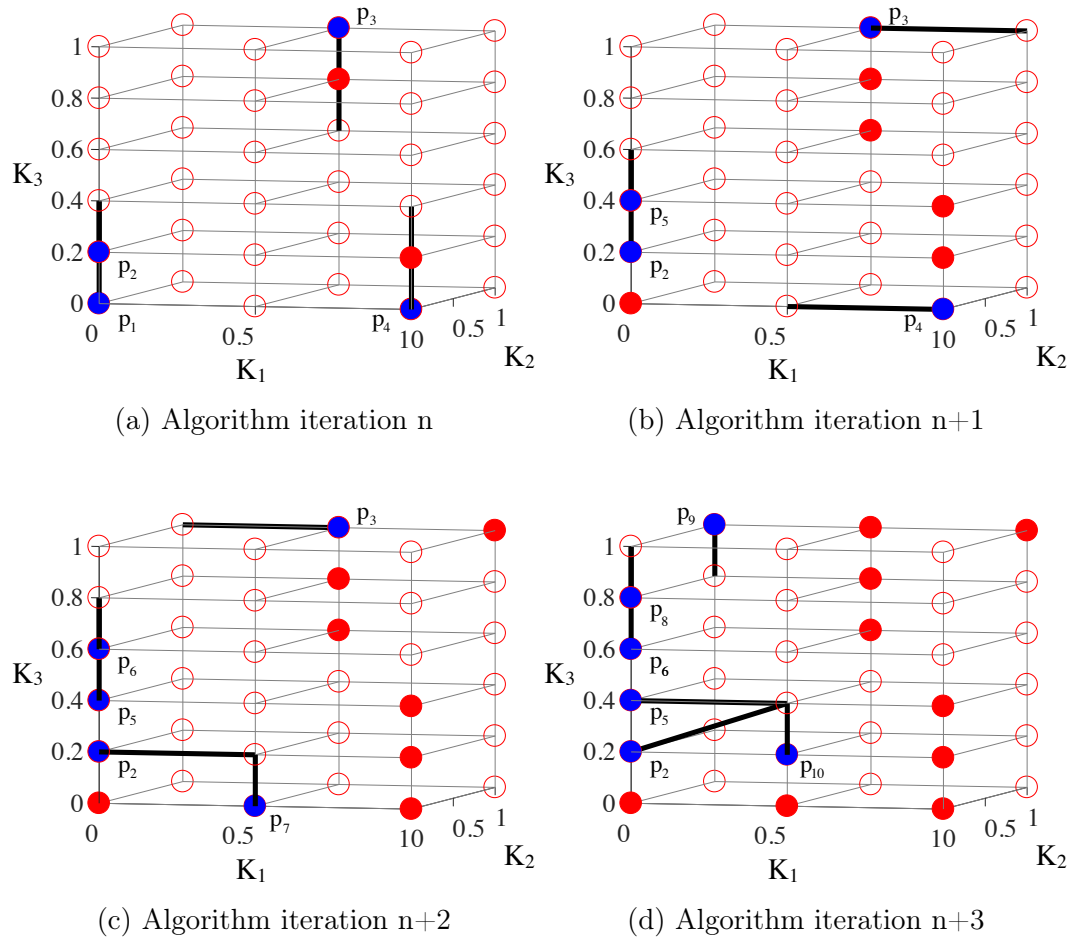 p3
p3
1
1
0.8
0.8
0.6
0.6
K3
K3
0.4
0.4
p5
0.2
0.2
p2
p2
0
0
p1
p4
p4
1
1
0
0.5
10
0.5
0
0.5
10
0.5
K1
K2
K1
K2
(a) Algorithm iteration n
(b) Algorithm iteration n+1
p3
p9
1
1
0.8
0.8
p8
0.6
0.6
p6
p6
K3
K3
0.4
0.4
p5
p5
0.2
0.2
p2
p2
p10
0
0
p7
1
1
0
0.5
10
0.5
0
0.5
10
0.5
K1
K2
K1
K2
(c) Algorithm iteration n+2
(d) Algorithm iteration n+3